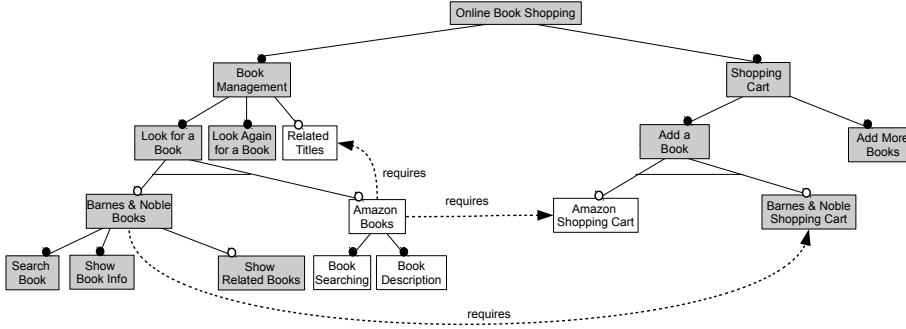 Online Book Shopping
Book
Management
Shopping
Cart
Look for a
Book
Look Again
for a Book
Related
Titles
Add a
Book
Add More
Books
requires
requires
Barnes & Noble
Books
Amazon
Books
Amazon
Shopping Cart
Barnes & Noble
Shopping Cart
Search
Book
Show
Book Info
Show
Related Books
Book
Searching
Book
Description
requires